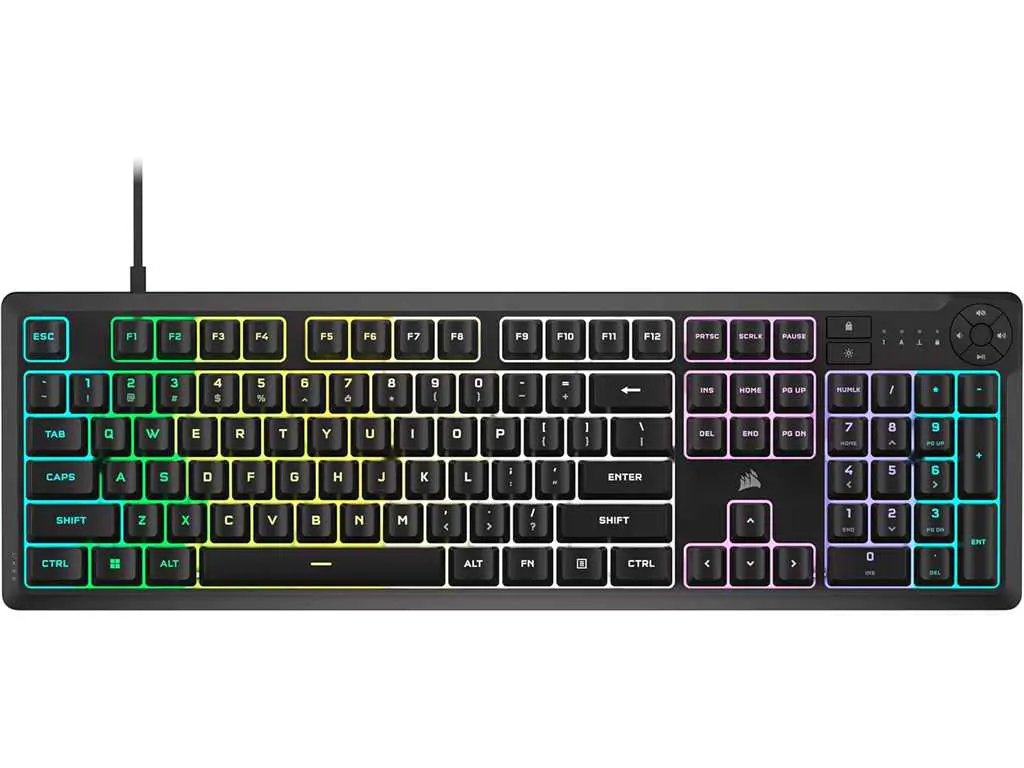 ESC F1 F2 F3 F4 F5 F6 F7 F8 F9 F10 F11 F12 PRTSC SCRLK PAUSE
~ ! @ # $ % ^ & * ( ) _ +
` 1 2 3 4 5 6 7 8 9 0 - = INS HOME PG UP NUMLK / * -
TAB Q W E R T Y U I O P [ ] \ DEL END PG DN 7 8 9 +
{ } | HOME PG UP
CAPS A S D F G H J K L ; ' ENTER 4 5 6
: "
SHIFT Z X C V B N M , . / SHIFT 1 2 3 ENT
< > ? END PG DN
CTRL ALT ALT FN CTRL 0 .
INS DEL